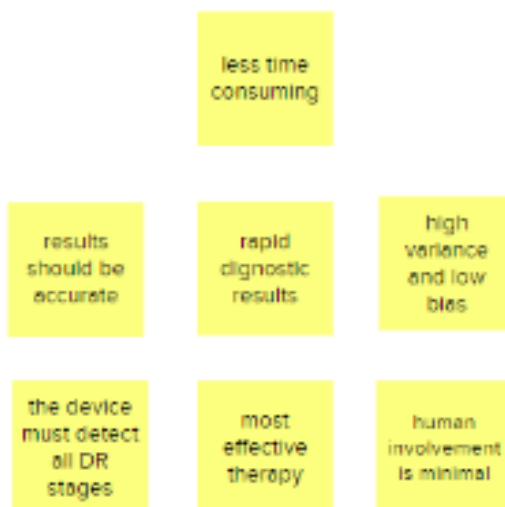 less time
consuming
results
should be
accurate
rapid
dignostic
results
high
variance
and low
bias
the device
must detect
all DR
stages
most
effective
therapy
human
involvement
is minimal